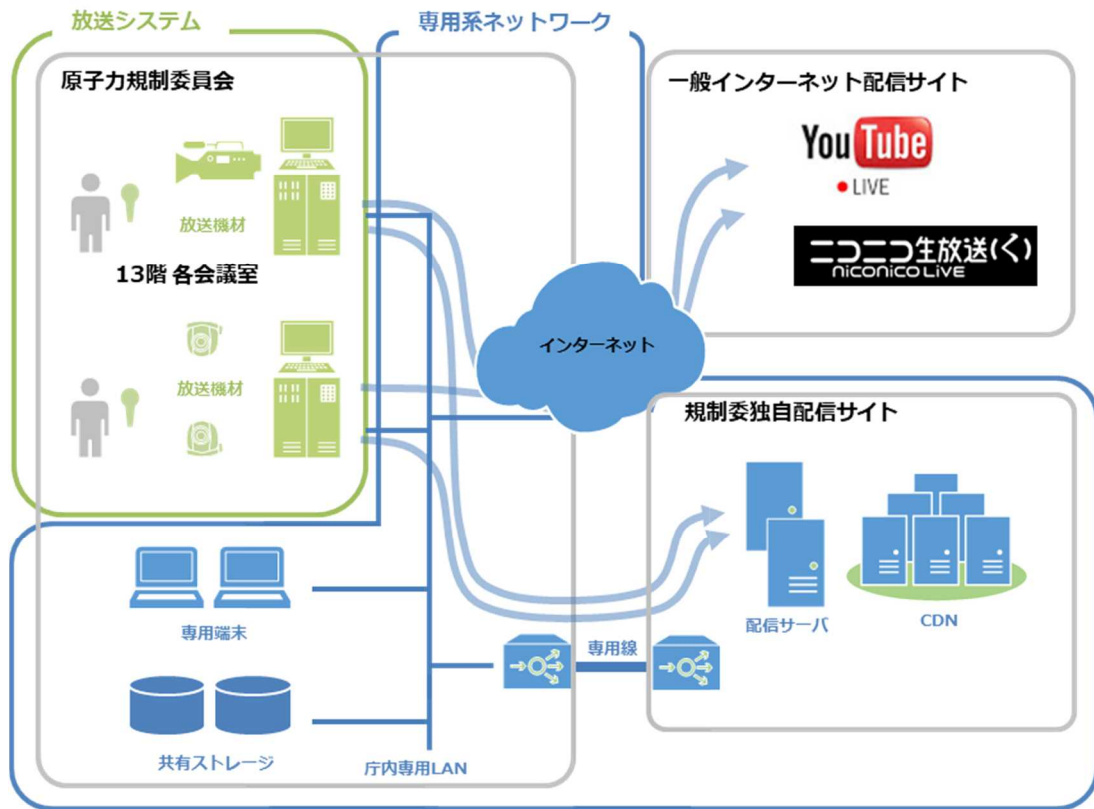 放送システム
専用系ネットワーク
原子力規制委員会
一般インターネット配信サイト
YouTube
LIVE
放送機材
ニコニコ生放送(く)
niconico LIVE
13階 各会議室
インターネット
放送機材
規制委独自配信サイト
配信サーバ
CDN
専用端末
専用線
共有ストレージ
庁内専用LAN